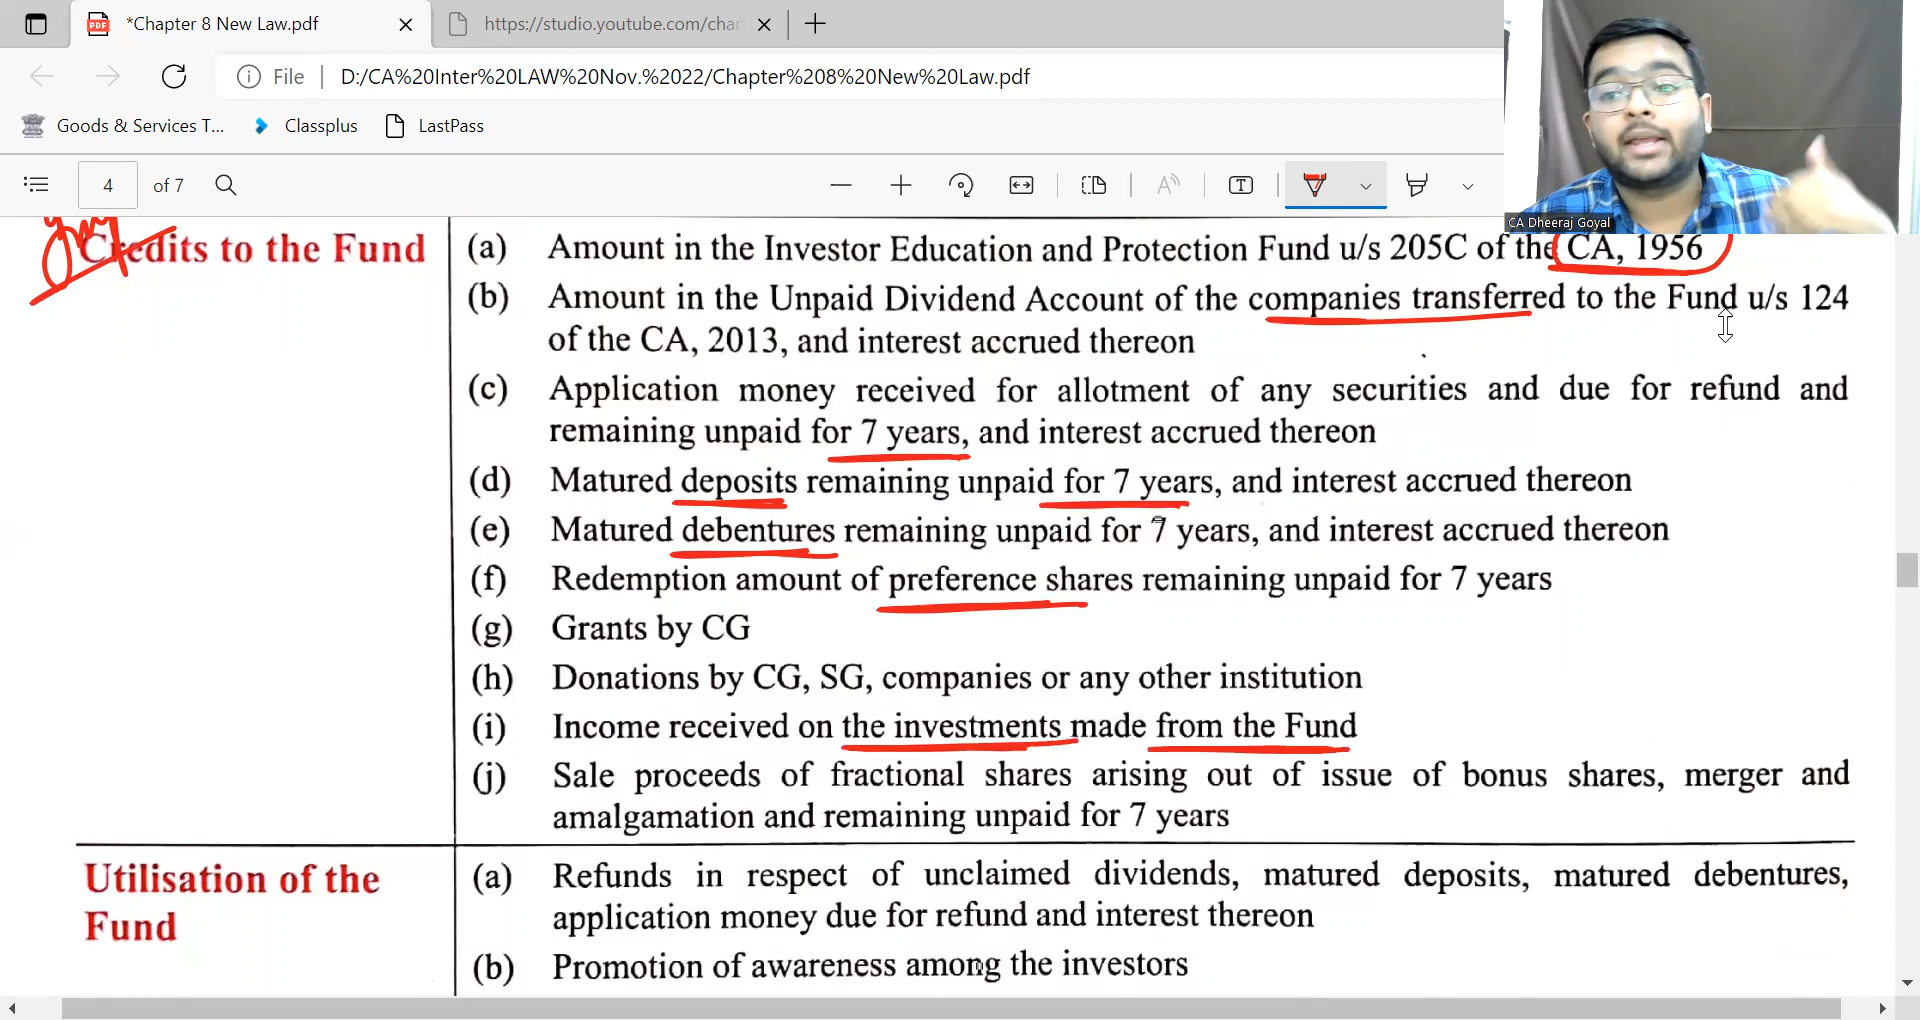 *Chapter 8 New Law.pdf
https://studio.youtube.com/char
File
D:/CA%20Inter%20LAW%20Nov.%2022/Chapter%208%20New%20Law.pdf
Goods & Services T...
Classplus
LastPass
4 of 7
CA Dheeraj Goyal
Credits to the Fund
(a) Amount in the Investor Education and Protection Fund u/s 205C of the CA, 1956
(b) Amount in the Unpaid Dividend Account of the companies transferred to the Fund u/s 124
of the CA, 2013, and interest accrued thereon
(c) Application money received for allotment of any securities and due for refund and
remaining unpaid for 7 years, and interest accrued thereon
(d) Matured deposits remaining unpaid for 7 years, and interest accrued thereon
(e) Matured debentures remaining unpaid for 7 years, and interest accrued thereon
(f) Redemption amount of preference shares remaining unpaid for 7 years
(g) Grants by CG
(h) Donations by CG, SG, companies or any other institution
(i) Income received on the investments made from the Fund
(j) Sale proceeds of fractional shares arising out of issue of bonus shares, merger and
amalgamation and remaining unpaid for 7 years
Utilisation of the
Fund
(a) Refunds in respect of unclaimed dividends, matured deposits, matured debentures,
application money due for refund and interest thereon
(b) Promotion of awareness among the investors